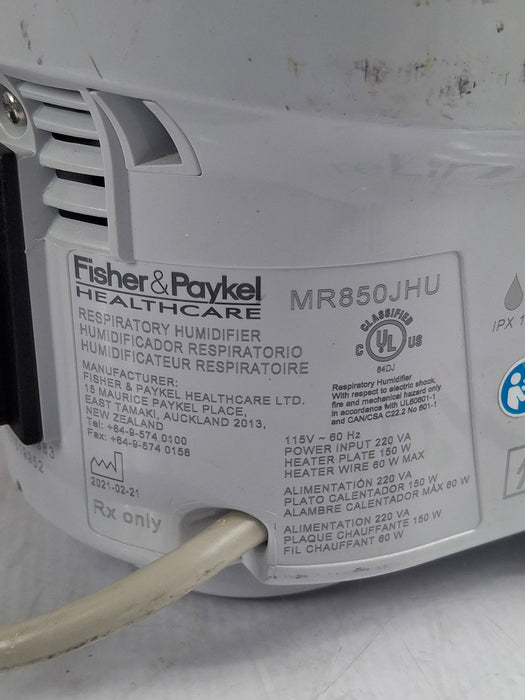 Fisher & Paykel
HEALTHCARE
MR850JHU
RESPIRATORY HUMIDIFIER
HUMIDIFICADOR RESPIRATORIO
HUMIDIFICATEUR RESPIRATOIRE
MANUFACTURER:
FISHER & PAYKEL HEALTHCARE LTD.
15 MAURICE PAYKEL PLACE,
EAST TAMAKI, AUCKLAND 2013,
NEW ZEALAND
Tel: +64-9-574 0100
Fax: +64-9-574 0158
2021-02-21
Rx only
CLASSIFIED
C UL US
84DJ
Respiratory Humidifier
With respect to electric shock,
fire and mechanical hazard only
in accordance with UL60601-1
and CAN/CSA C22.2 No 601-1
115V ~ 60 Hz
POWER INPUT 220 VA
HEATER PLATE 150 W
HEATER WIRE 60 W MAX
ALIMENTACIÓN 220 VA
PLATO CALENTADOR 150 W
ALAMBRE CALENTADOR MÁX 60 W
ALIMENTATION 220 VA
PLAQUE CHAUFFANTE 150 W
FIL CHAUFFANT 60 W
IPX 1